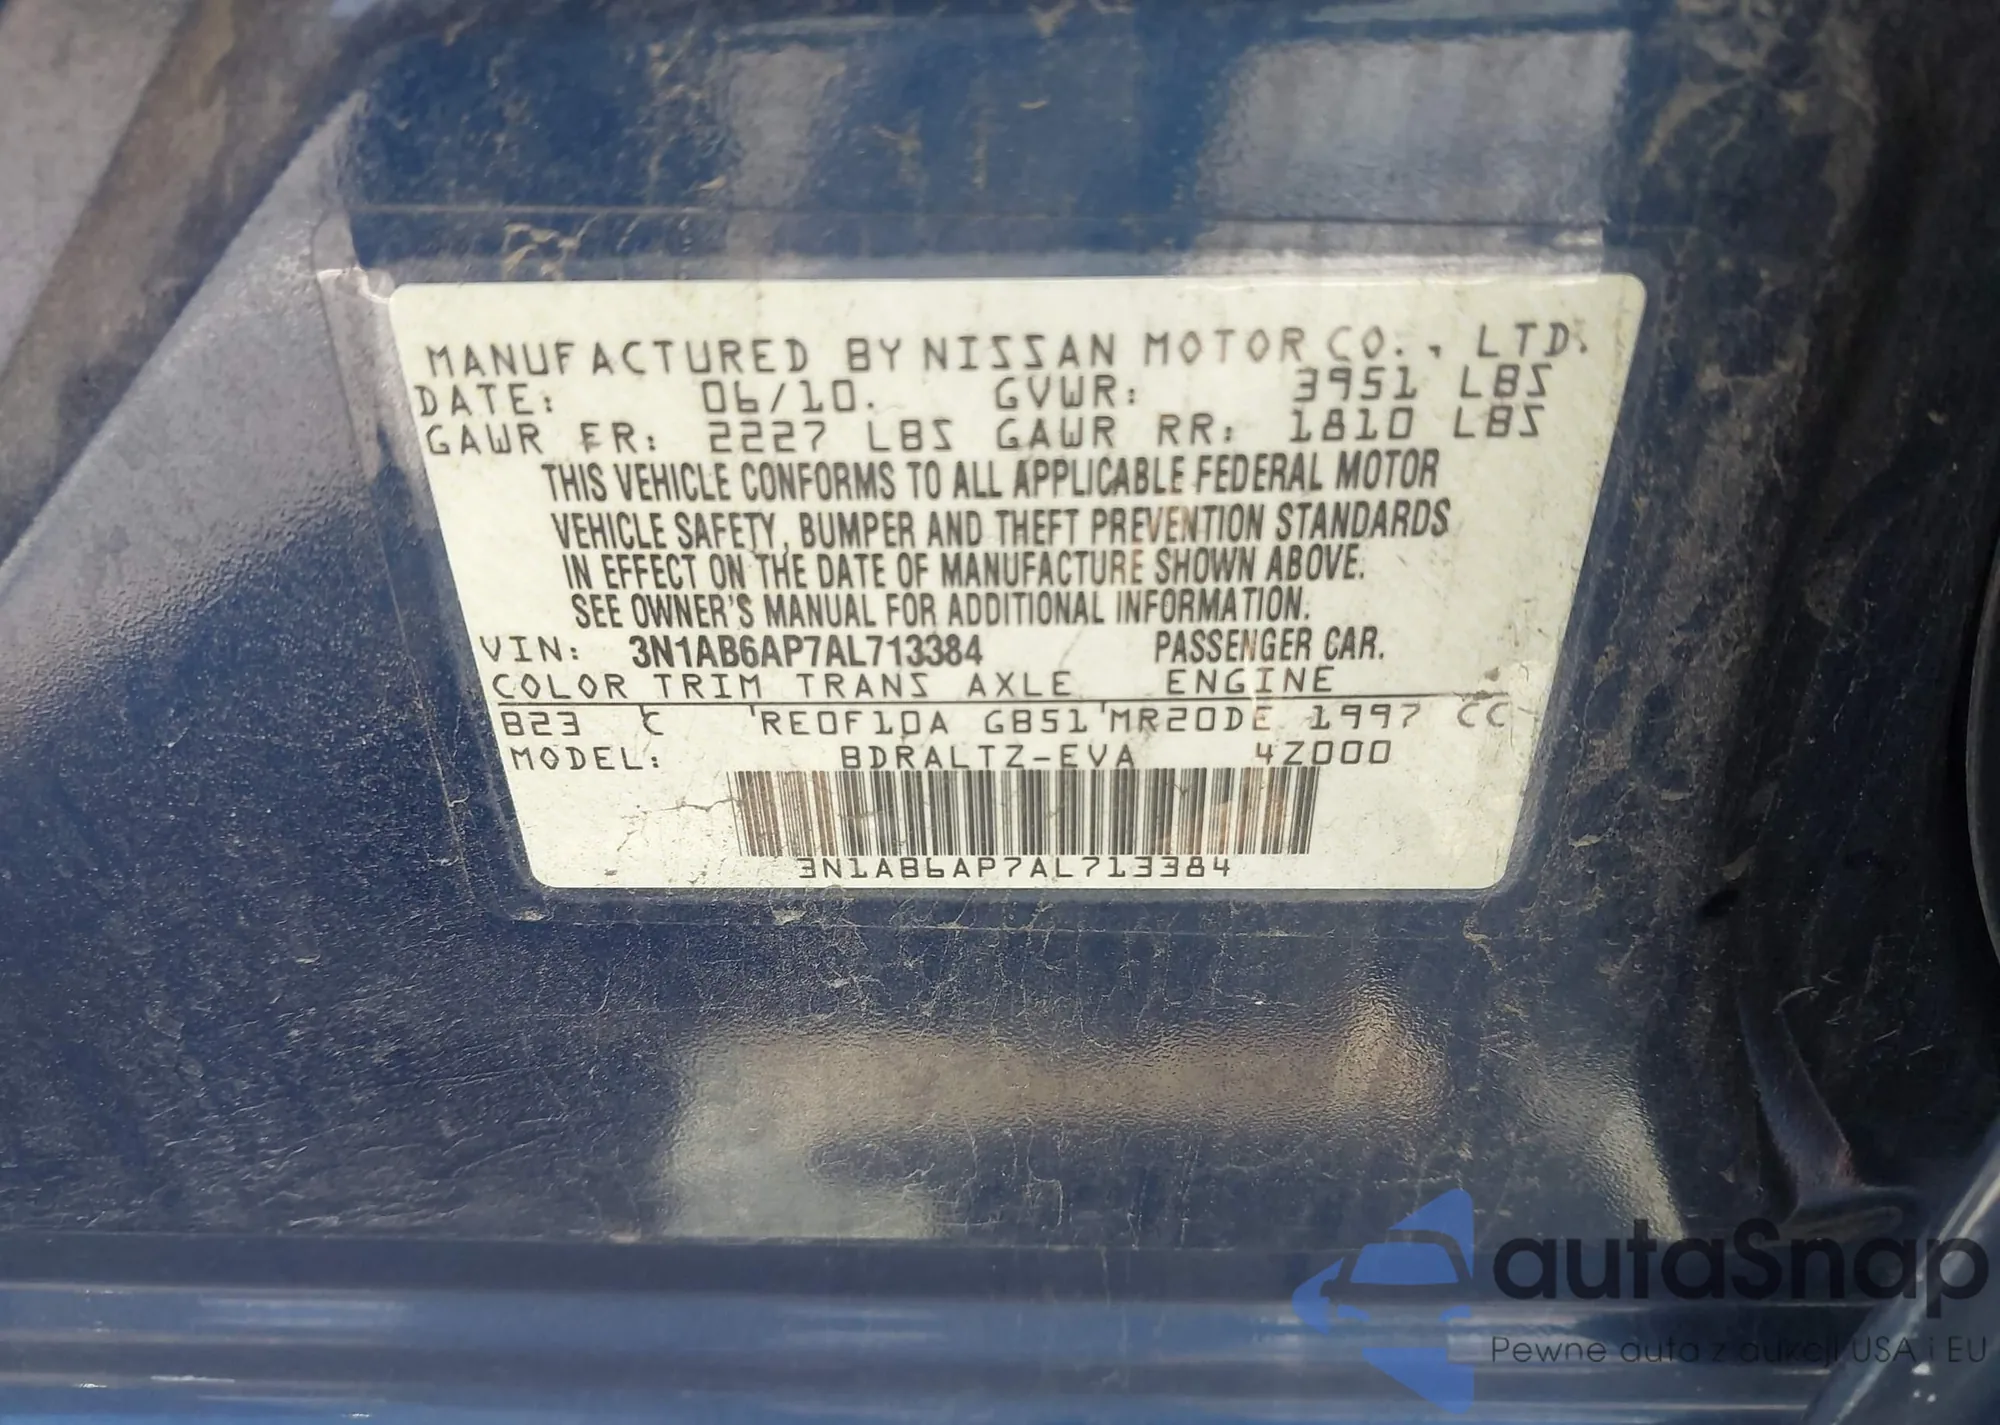 MANUFACTURED BY NISSAN MOTOR CO., LTD.
DATE: 06/10. GVWR: 3951 LBS
GAWR FR: 2227 LBS GAWR RR: 1810 LBS
THIS VEHICLE CONFORMS TO ALL APPLICABLE FEDERAL MOTOR
VEHICLE SAFETY, BUMPER AND THEFT PREVENTION STANDARDS
IN EFFECT ON THE DATE OF MANUFACTURE SHOWN ABOVE.
SEE OWNER'S MANUAL FOR ADDITIONAL INFORMATION.
VIN: 3N1AB6AP7AL713384 PASSENGER CAR.
COLOR TRIM TRANS AXLE ENGINE
B23 C RE0F10A GB51 MR20DE 1997 CC
MODEL: BDRALTZ-EVA 4Z000
3N1AB6AP7AL713384
autoSnap
Pewne auta z aukcji USA i EU